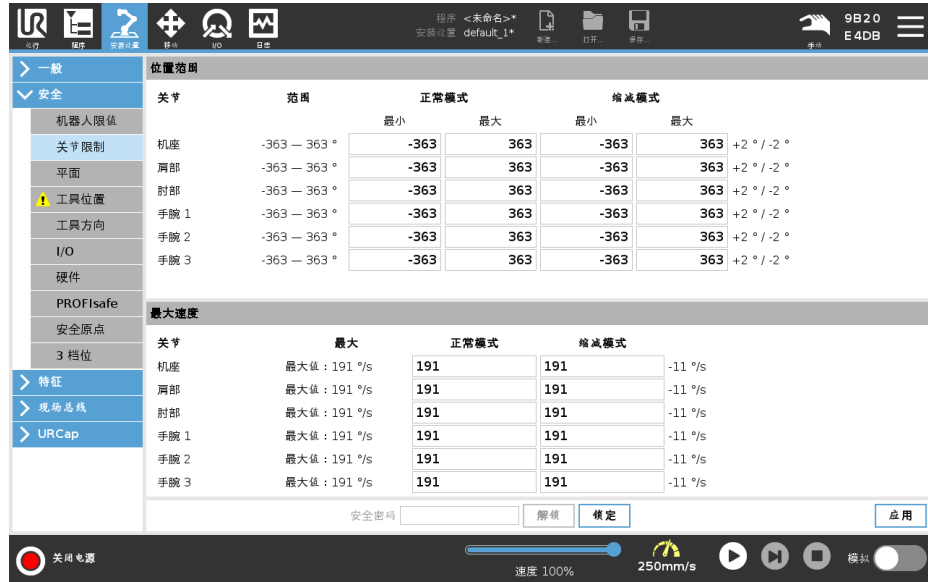 UR
运行 程序 安装设置 移动 I/O 日志
程序 <未命名>*
安装设置 default_1*
新建... 打开... 保存...
手动
9B20
E4DB
一般
安全
机器人限值
关节限制
平面
工具位置
工具方向
I/O
硬件
PROFIsafe
安全原点
3 档位
特征
现场总线
URCap
位置范围
关节 范围 正常模式 缩减模式
最小 最大 最小 最大
机座 -363 — 363 ° -363 363 -363 363 +2 ° / -2 °
肩部 -363 — 363 ° -363 363 -363 363 +2 ° / -2 °
肘部 -363 — 363 ° -363 363 -363 363 +2 ° / -2 °
手腕 1 -363 — 363 ° -363 363 -363 363 +2 ° / -2 °
手腕 2 -363 — 363 ° -363 363 -363 363 +2 ° / -2 °
手腕 3 -363 — 363 ° -363 363 -363 363 +2 ° / -2 °
最大速度
关节 最大 正常模式 缩减模式
机座 最大值：191 °/s 191 191 -11 °/s
肩部 最大值：191 °/s 191 191 -11 °/s
肘部 最大值：191 °/s 191 191 -11 °/s
手腕 1 最大值：191 °/s 191 191 -11 °/s
手腕 2 最大值：191 °/s 191 191 -11 °/s
手腕 3 最大值：191 °/s 191 191 -11 °/s
安全密码 解锁 锁定 应用
关闭电源
速度 100%
250mm/s
模拟